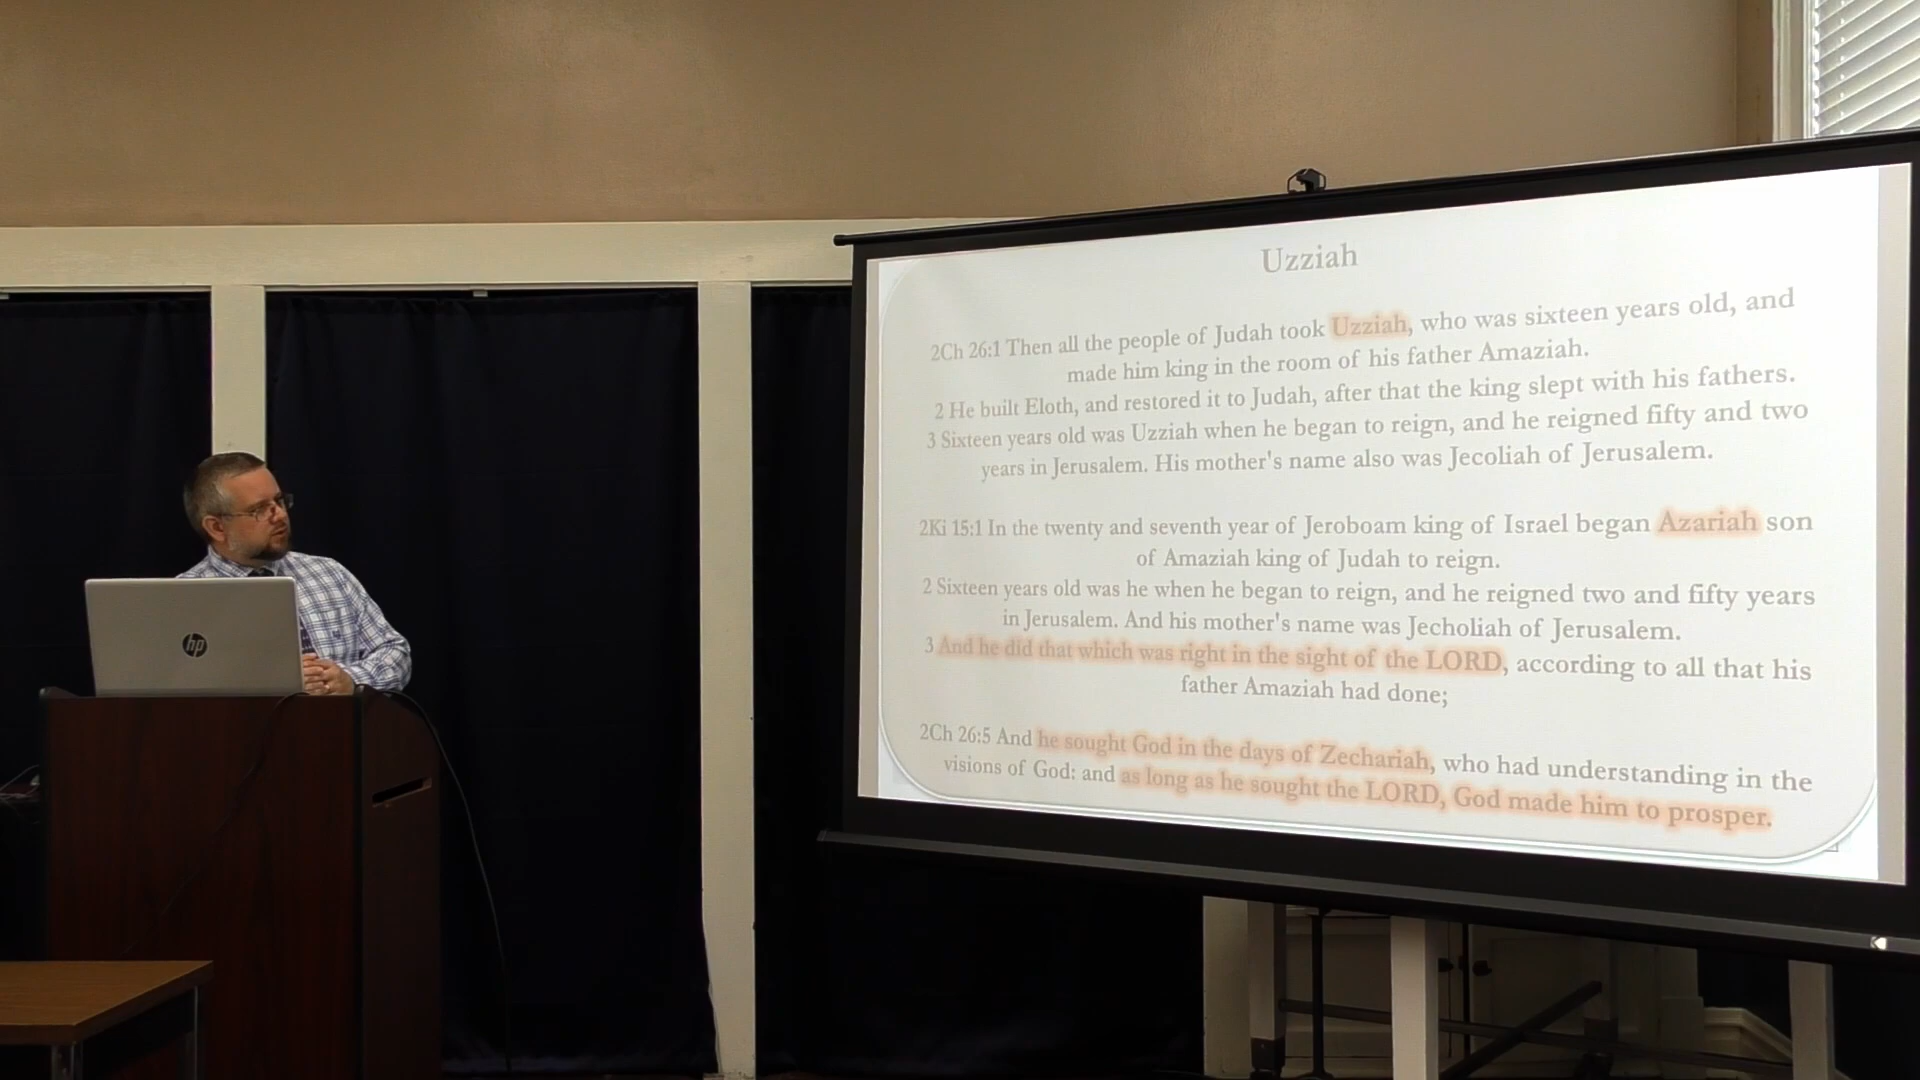 Uzziah
2Ch 26:1 Then all the people of Judah took Uzziah, who was sixteen years old, and
made him king in the room of his father Amaziah.
2 He built Eloth, and restored it to Judah, after that the king slept with his fathers.
3 Sixteen years old was Uzziah when he began to reign, and he reigned fifty and two
years in Jerusalem. His mother's name also was Jecoliah of Jerusalem.
2Ki 15:1 In the twenty and seventh year of Jeroboam king of Israel began Azariah son
of Amaziah king of Judah to reign.
2 Sixteen years old was he when he began to reign, and he reigned two and fifty years
in Jerusalem. And his mother's name was Jecholiah of Jerusalem.
3 And he did that which was right in the sight of the LORD, according to all that his
father Amaziah had done;
2Ch 26:5 And he sought God in the days of Zechariah, who had understanding in the
visions of God: and as long as he sought the LORD, God made him to prosper.
hp